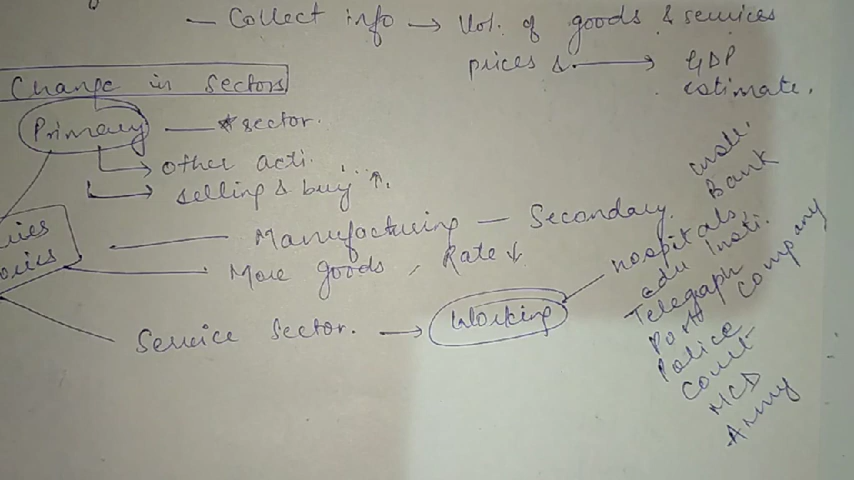 — Collect info → Vol. of goods & services
prices & → GDP
estimate.
Change in Sectors
Primary — * sector.
→ other acti.
→ selling & buy ... ↑.
Manufacturing — Secondary.
More goods, Rate ↓
Service Sector. → Working
Bank
Hospitals,
edu Insti.
Telegraph
Post Company
Police
Court
MCD
Army